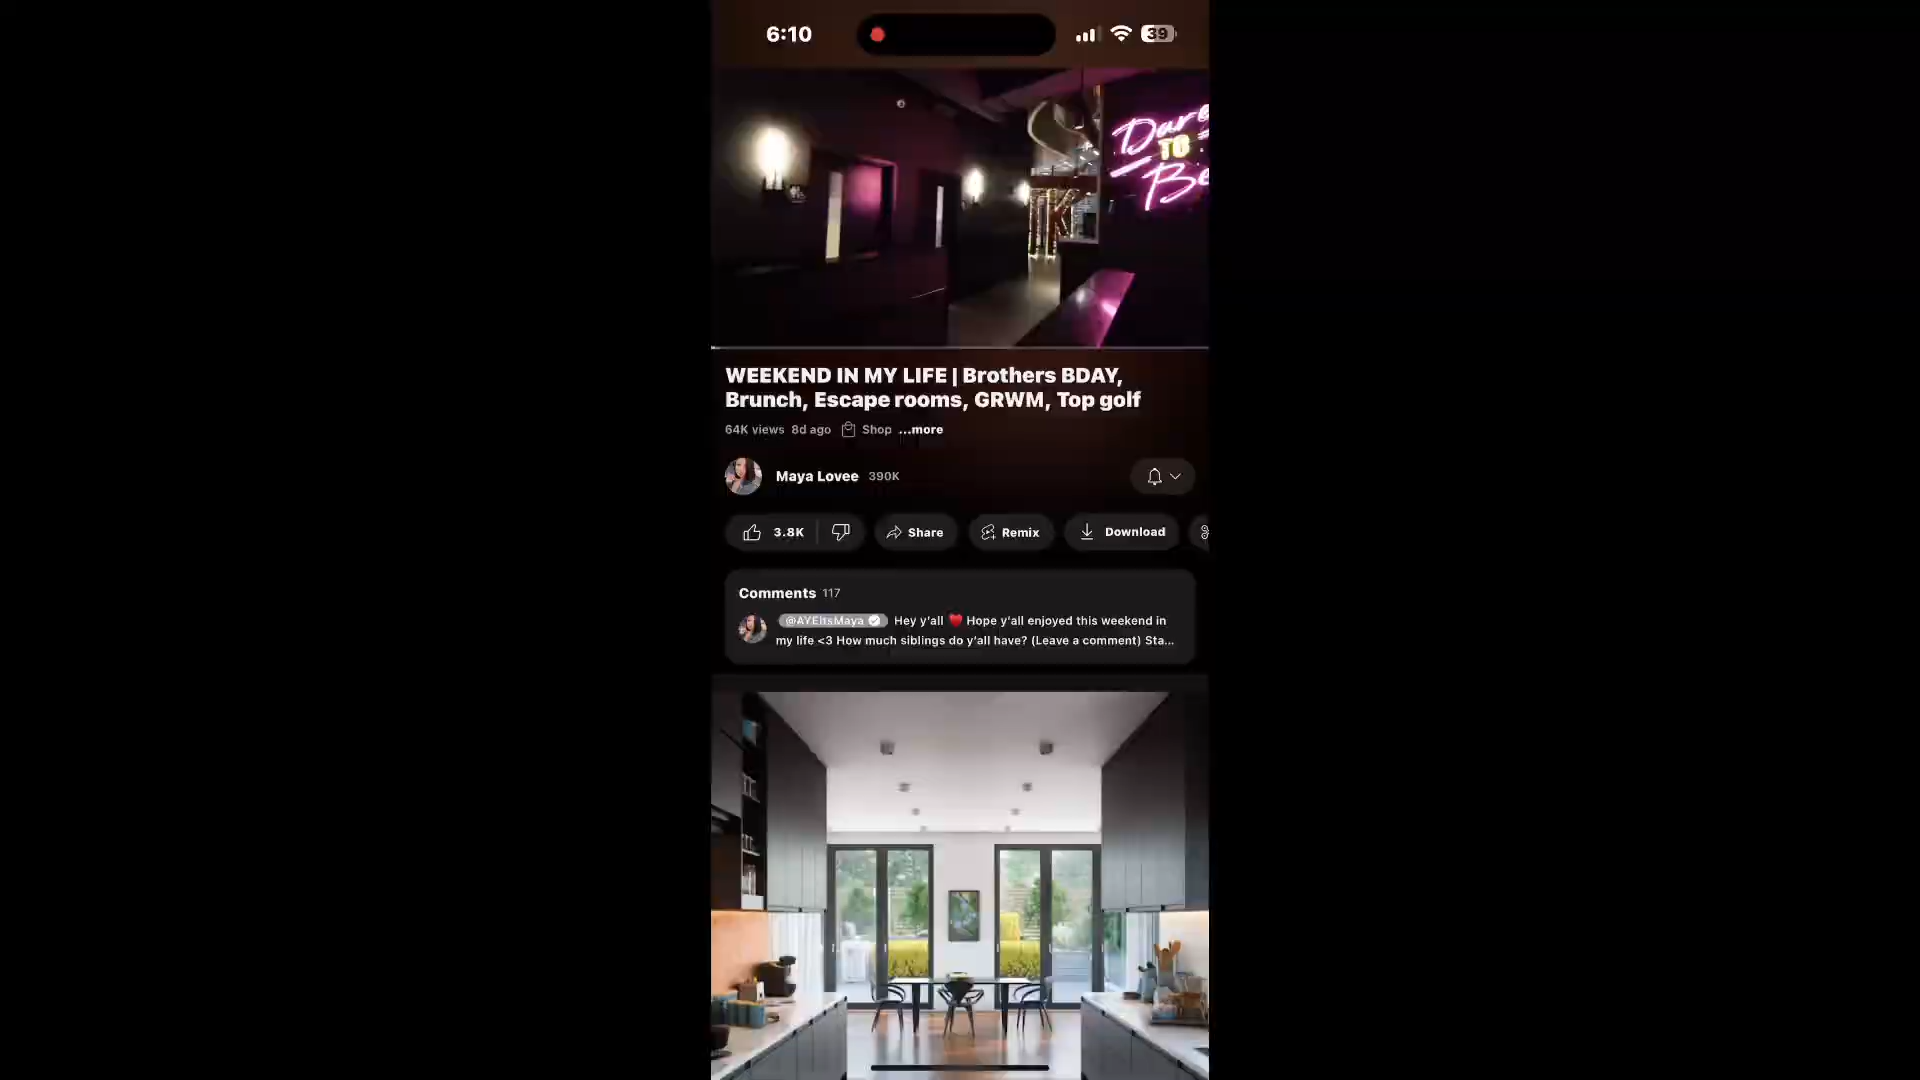 6:10
39
Dare
TO
Be
K
WEEKEND IN MY LIFE | Brothers BDAY,
Brunch, Escape rooms, GRWM, Top golf
64K views 8d ago Shop ...more
Maya Lovee 390K
3.8K Share Remix Download
Comments 117
@AYEItsMaya Hey y'all ❤️ Hope y'all enjoyed this weekend in
my life <3 How much siblings do y'all have? (Leave a comment) Sta...